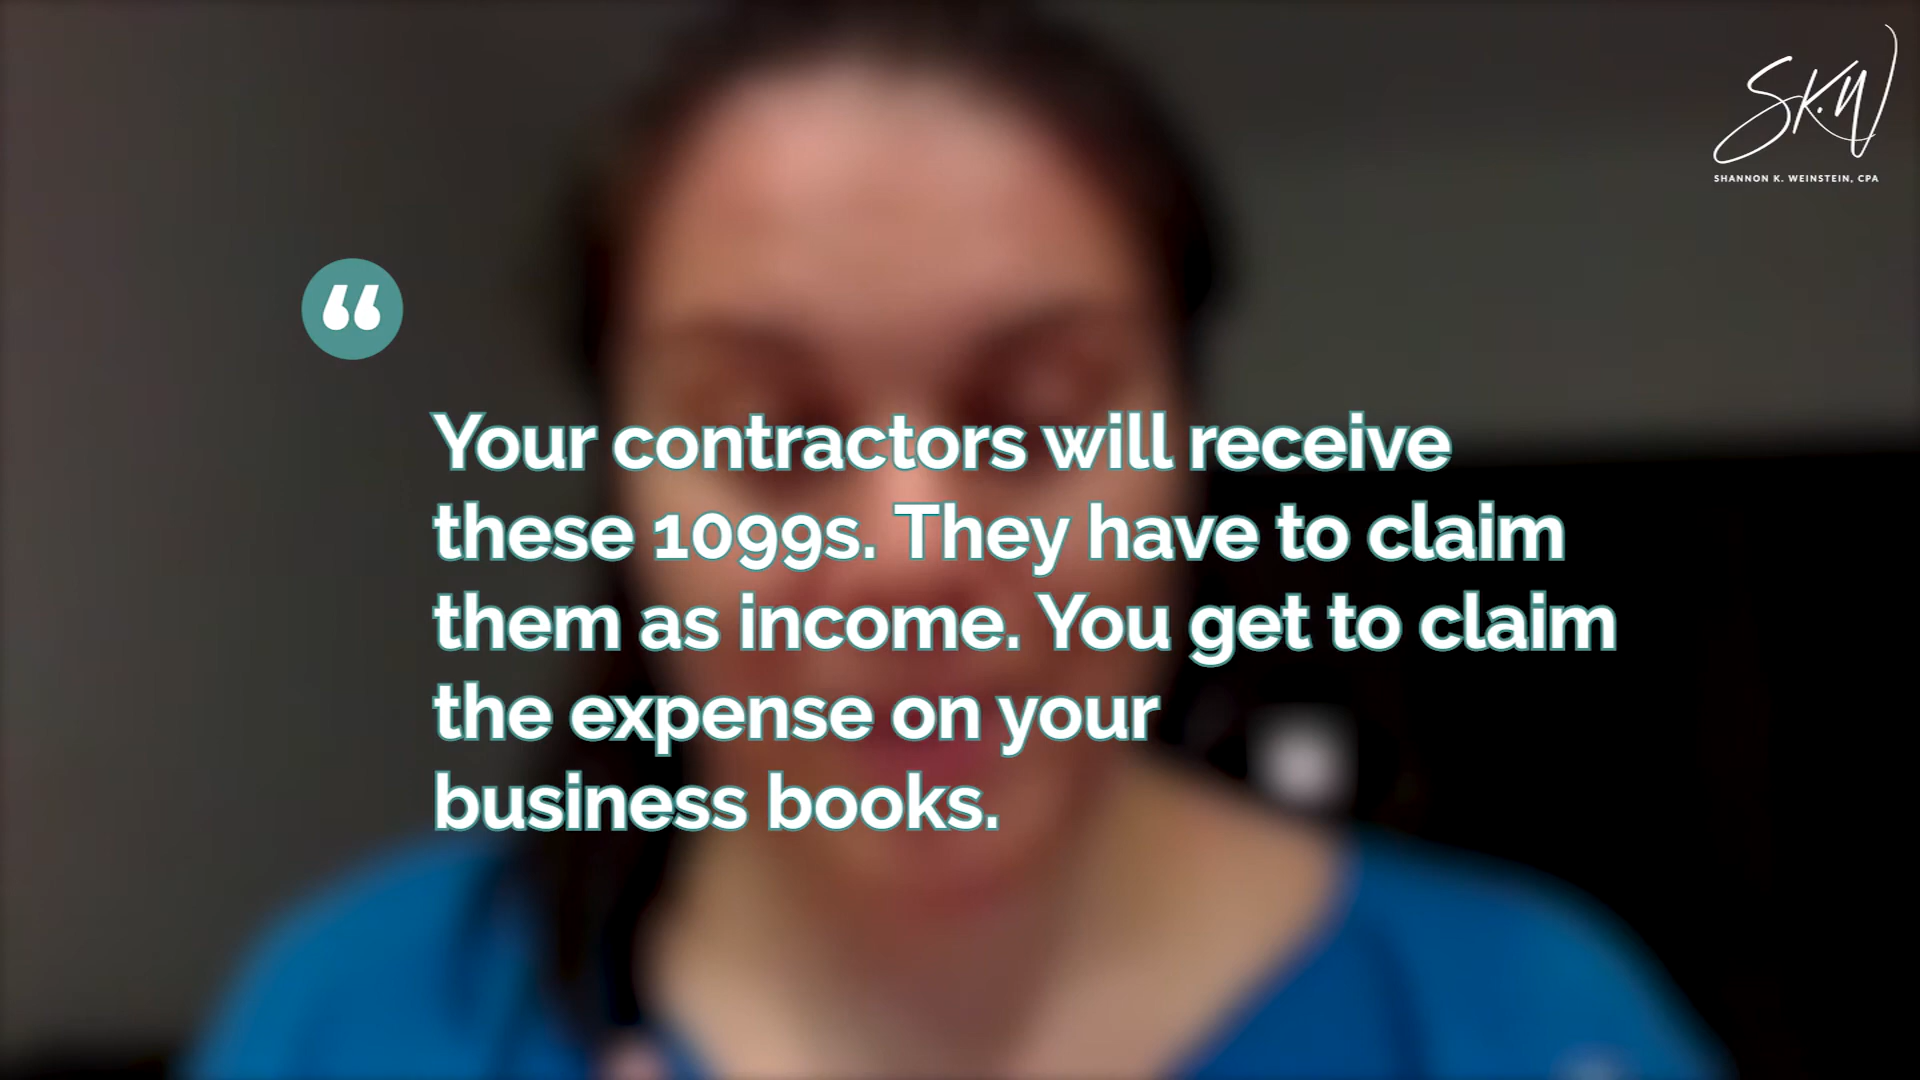 SK.W
SHANNON K. WEINSTEIN, CPA
“
Your contractors will receive
these 1099s. They have to claim
them as income. You get to claim
the expense on your
business books.